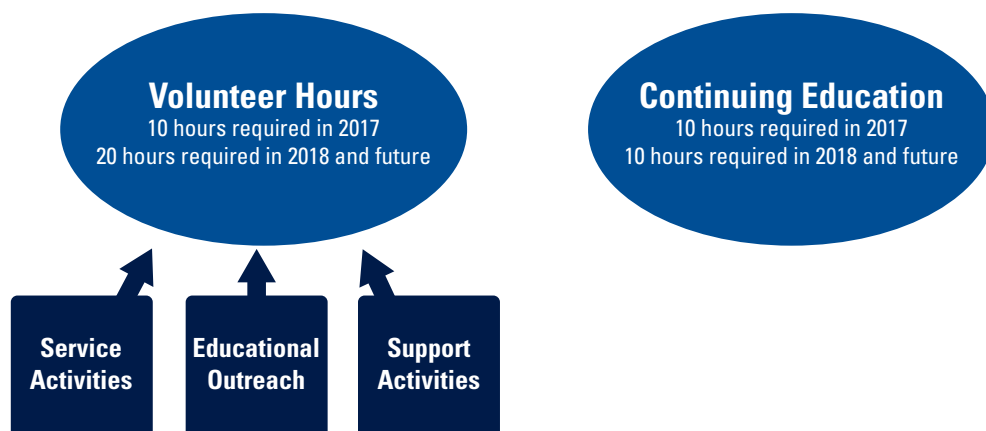 Volunteer Hours
10 hours required in 2017
20 hours required in 2018 and future
Continuing Education
10 hours required in 2017
10 hours required in 2018 and future
Service
Activities
Educational
Outreach
Support
Activities